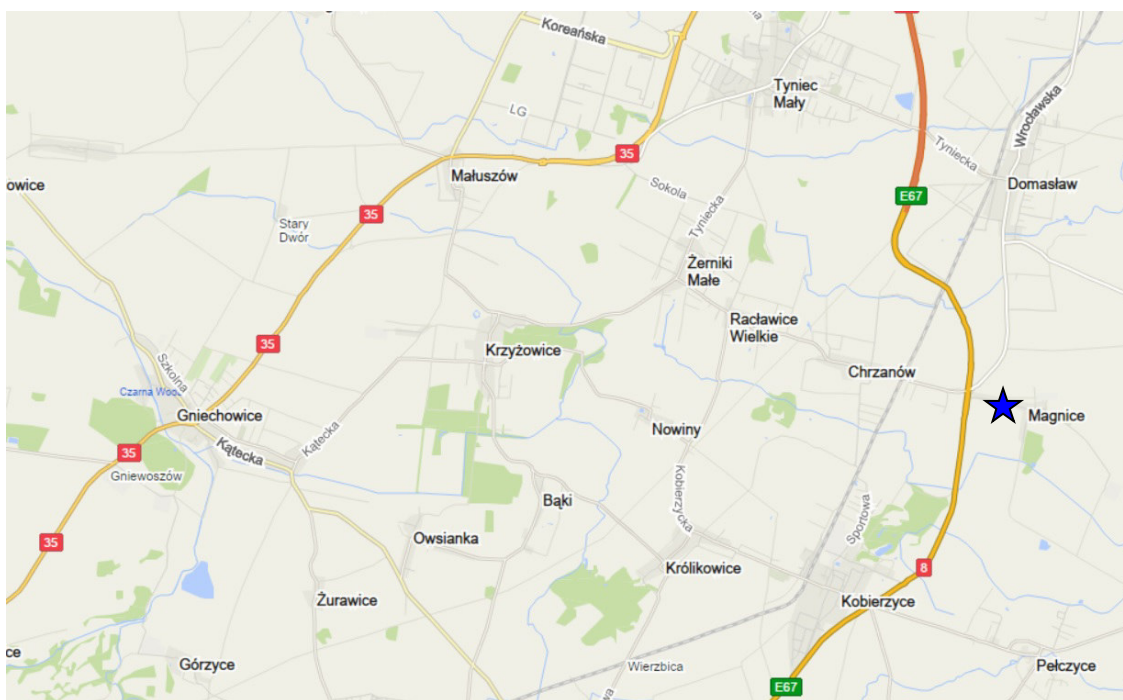 Koreańska
LG
Tyniec
Mały
Wrocławska
Tyniecka
35
Małuszów
Sokola
Domasław
E67
owice
35
Stary
Dwór
Tyniecka
Żerniki
Małe
Racławice
Wielkie
35
Krzyżowice
Chrzanów
Szkolna
Czarna Woda
Gniechowice
Magnice
Nowiny
Kątecka
Kątecka
35
Gniewoszów
Kobierzycka
Bąki
Sportowa
Owsianka
35
Królikowice
8
Żurawice
Kobierzyce
ce
Górzyce
Wierzbica
Pełczyce
E67
owa